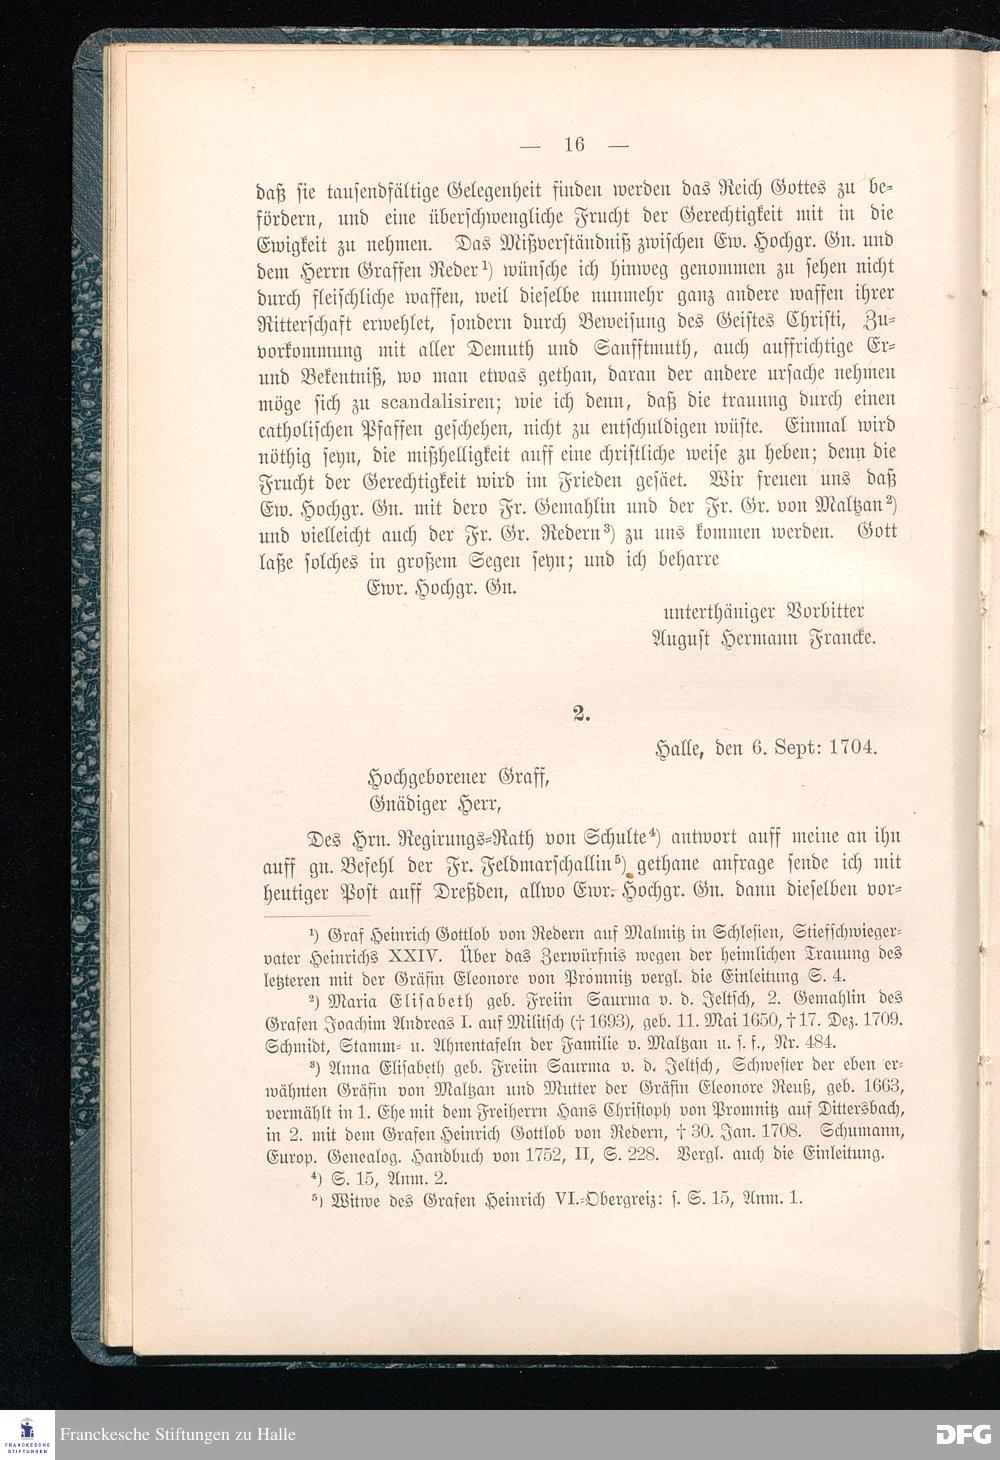 — 16 —
daß sie tausendfältige Gelegenheit finden werden das Reich Gottes zu be-
fördern, und eine überschwengliche Frucht der Gerechtigkeit mit in die
Ewigkeit zu nehmen. Das Mißverständniß zwischen Ew. Hochgr. Gn. und
dem Herrn Graffen Reder¹) wünsche ich hinweg genommen zu sehen nicht
durch fleischliche waffen, weil dieselbe nunmehr ganz andere waffen ihrer
Ritterschaft erwehlet, sondern durch Beweisung des Geistes Christi, Zu-
vorkommung mit aller Demuth und Sanfftmuth, auch auffrichtige Er-
und Bekentniß, wo man etwas gethan, daran der andere ursache nehmen
möge sich zu scandalisiren; wie ich denn, daß die trauung durch einen
catholischen Pfaffen geschehen, nicht zu entschuldigen wüste. Einmal wird
nöthig seyn, die mißhelligkeit auff eine christliche weise zu heben; denn die
Frucht der Gerechtigkeit wird im Frieden gesäet. Wir freuen uns daß
Ew. Hochgr. Gn. mit dero Fr. Gemahlin und der Fr. Gr. von Maltzan²)
und vielleicht auch der Fr. Gr. Redern³) zu uns kommen werden. Gott
laße solches in großem Segen seyn; und ich beharre
Ewr. Hochgr. Gn.
unterthäniger Vorbitter
August Hermann Francke.
2.
Halle, den 6. Sept: 1704.
Hochgeborener Graff,
Gnädiger Herr,
Des Hrn. Regirungs-Rath von Schulte⁴) antwort auff meine an ihn
auff gn. Befehl der Fr. Feldmarschallin⁵) gethane anfrage sende ich mit
heutiger Post auff Dreßden, allwo Ewr. Hochgr. Gn. dann dieselben vor-
¹) Graf Heinrich Gottlob von Redern auf Malmitz in Schlesien, Stiefschwieger-
vater Heinrichs XXIV. Über das Zerwürfnis wegen der heimlichen Trauung des
letzteren mit der Gräfin Eleonore von Promnitz vergl. die Einleitung S. 4.
²) Maria Elisabeth geb. Freiin Saurma v. d. Jeltsch, 2. Gemahlin des
Grafen Joachim Andreas I. auf Militsch († 1693), geb. 11. Mai 1650, † 17. Dez. 1709.
Schmidt, Stamm- u. Ahnentafeln der Familie v. Maltzan u. s. f., Nr. 484.
³) Anna Elisabeth geb. Freiin Saurma v. d. Jeltsch, Schwester der eben er-
wähnten Gräfin von Maltzan und Mutter der Gräfin Eleonore Reuß, geb. 1663,
vermählt in 1. Ehe mit dem Freiherrn Hans Christoph von Promnitz auf Dittersbach,
in 2. mit dem Grafen Heinrich Gottlob von Redern, † 30. Jan. 1708. Schumann,
Europ. Genealog. Handbuch von 1752, II, S. 228. Vergl. auch die Einleitung.
⁴) S. 15, Anm. 2.
⁵) Witwe des Grafen Heinrich VI.-Obergreiz: s. S. 15, Anm. 1.
FRANCKESCHE
STIFTUNGEN
Franckesche Stiftungen zu Halle
DFG